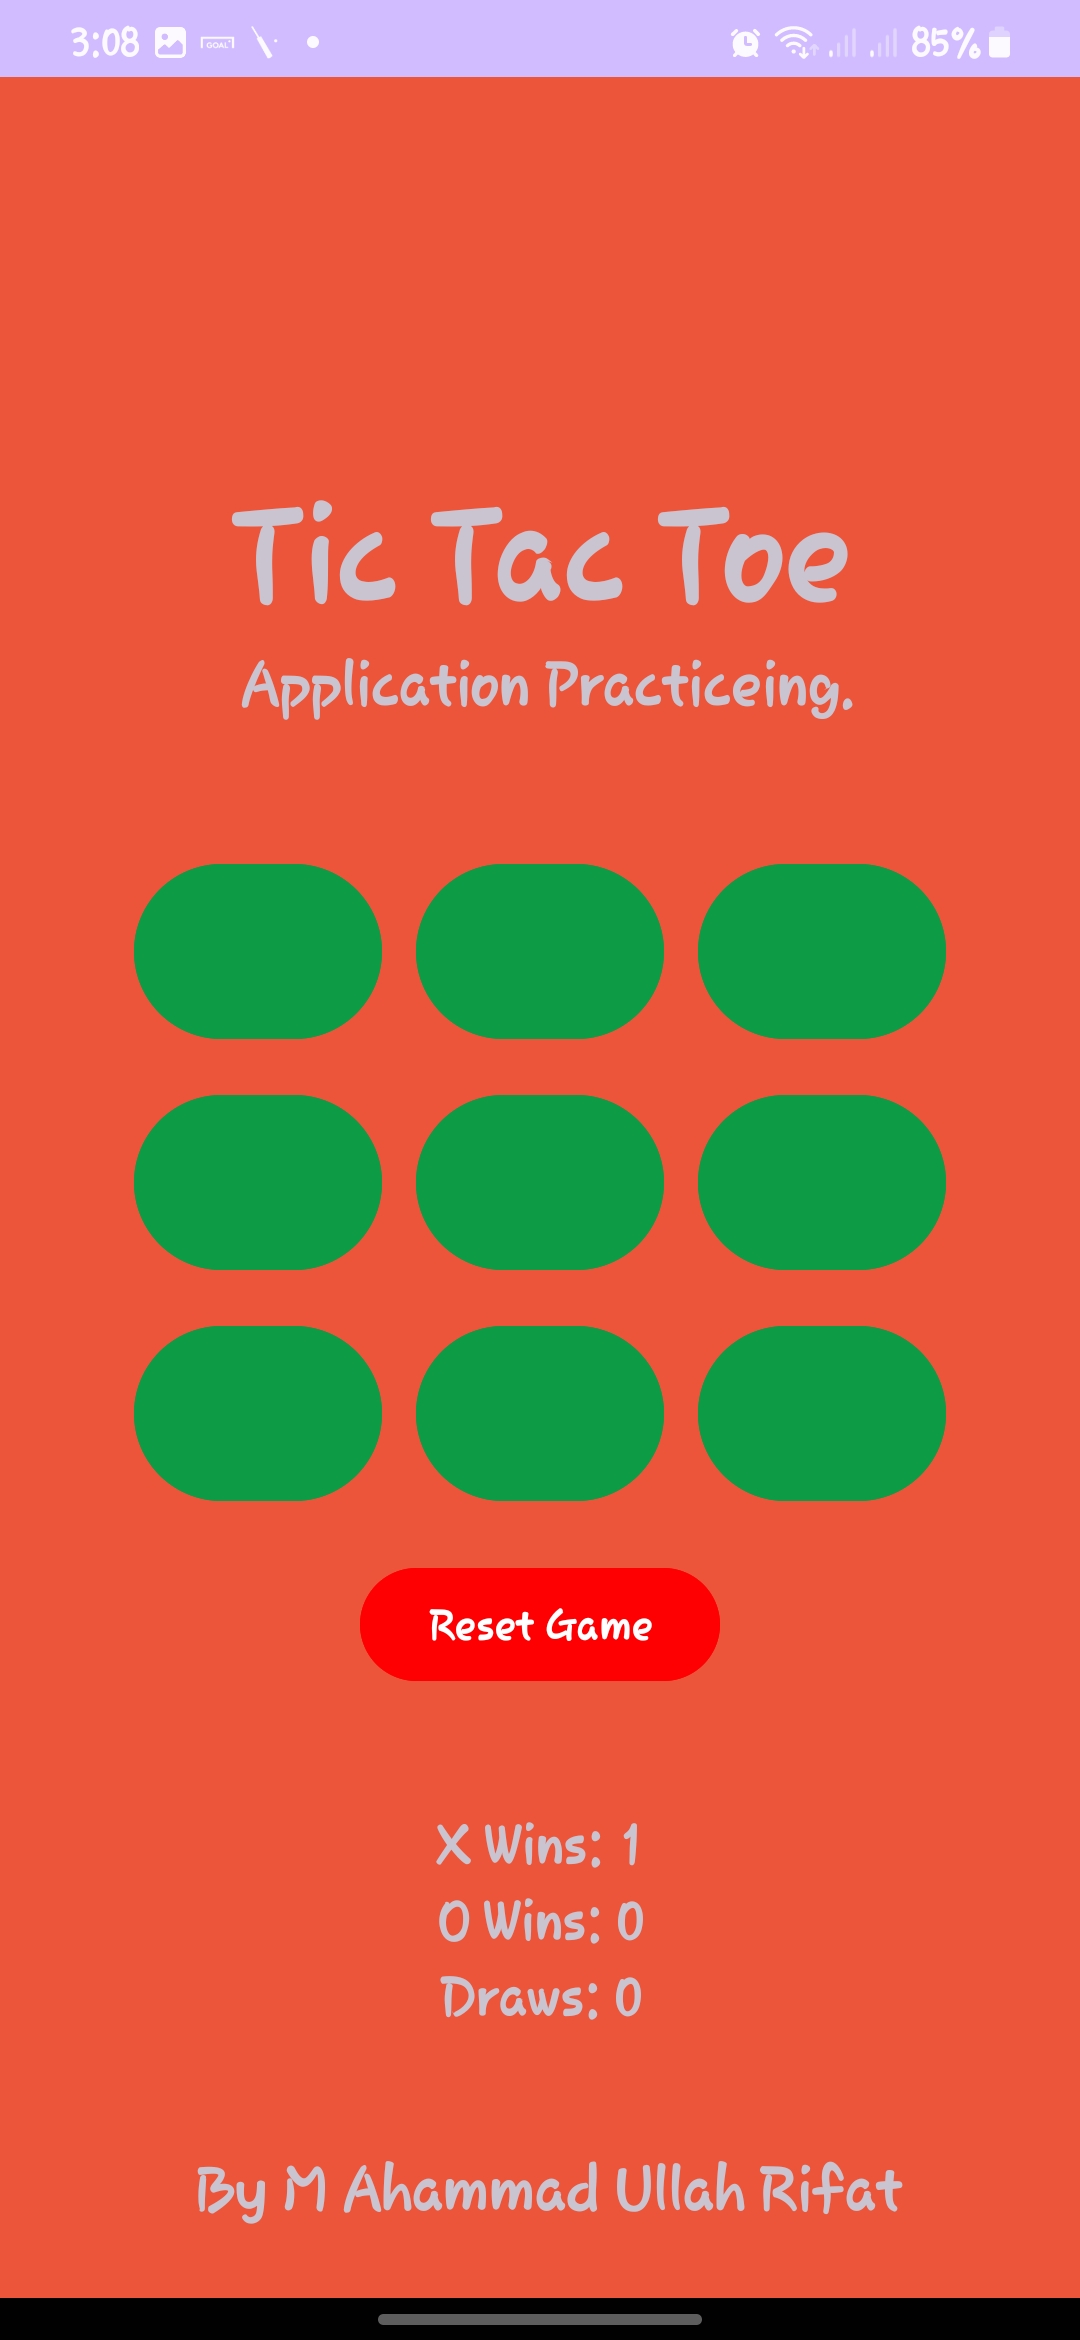 3:08 GOAL 85%
Tic Tac Toe
Application Practiceing.
Reset Game
X Wins: 1
O Wins: 0
Draws: 0
By M Ahammad Ullah Rifat